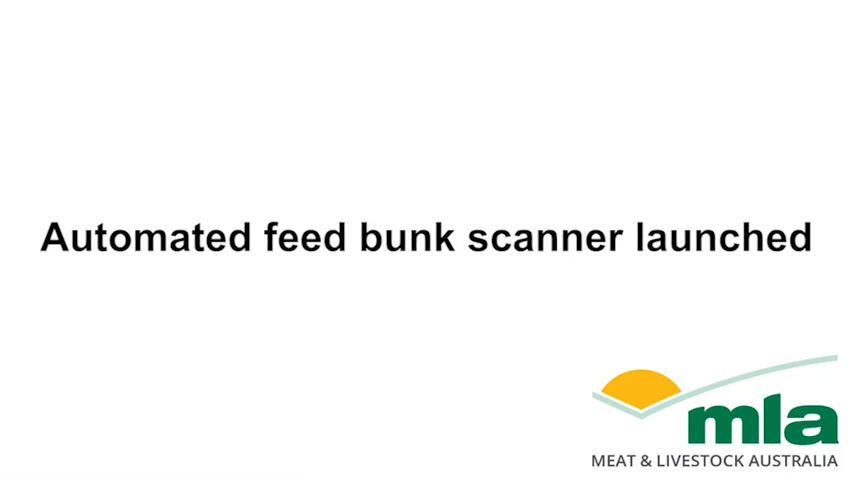 Automated feed bunk scanner launched
mla
MEAT & LIVESTOCK AUSTRALIA